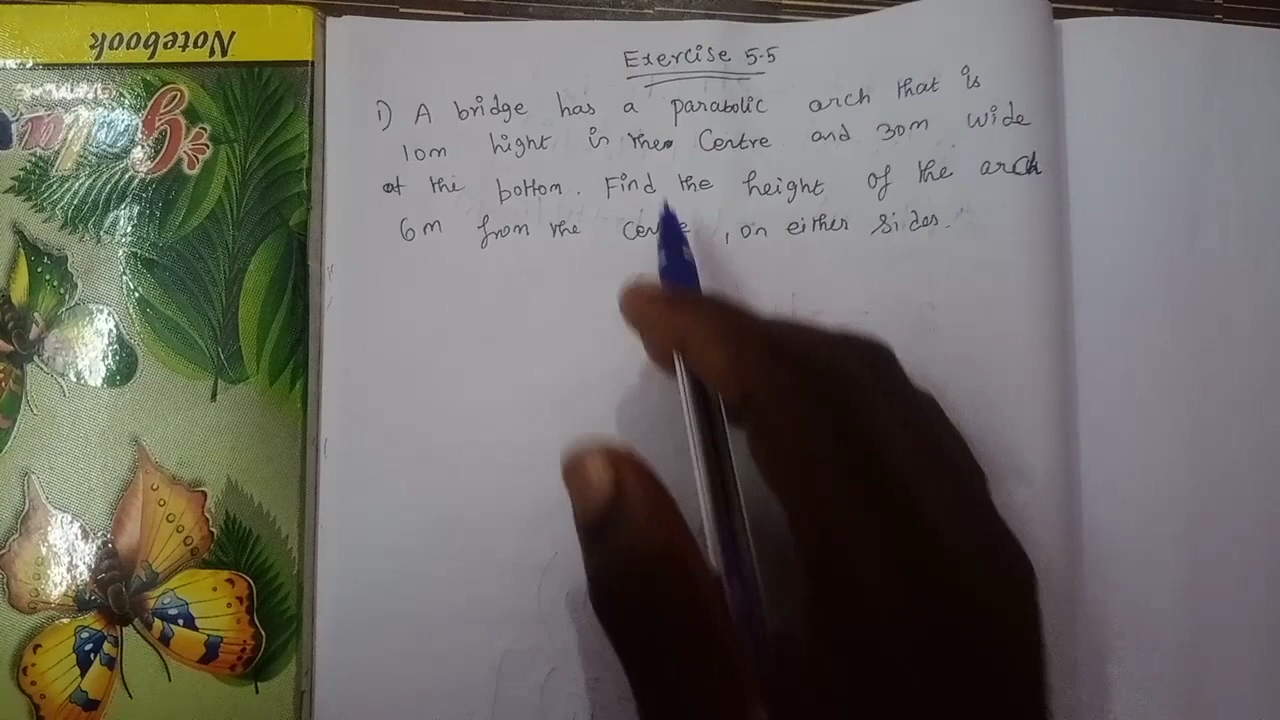 Notebook
Exercise 5.5
1) A bridge has a parabolic arch that is
10m hight in the Centre and 30m wide
at the bottom. Find the height of the arch
6m from the centre, on either sides.